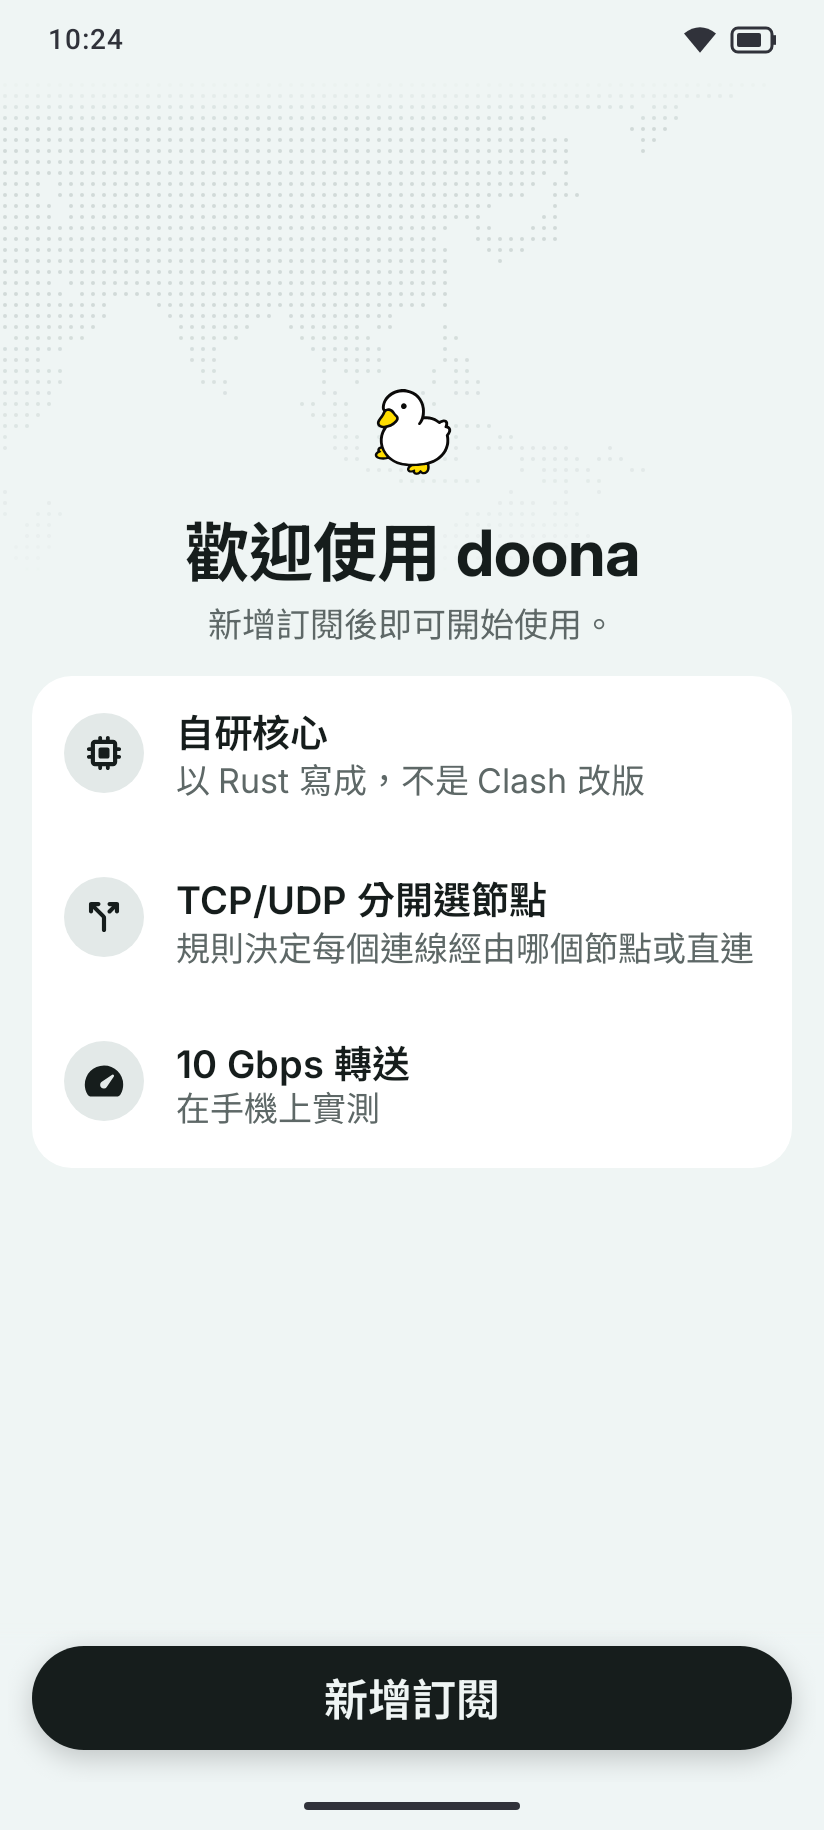 10:24
歡迎使用 doona
新增訂閱後即可開始使用。
自研核心
以 Rust 寫成，不是 Clash 改版
TCP/UDP 分開選節點
規則決定每個連線經由哪個節點或直連
10 Gbps 轉送
在手機上實測
新增訂閱